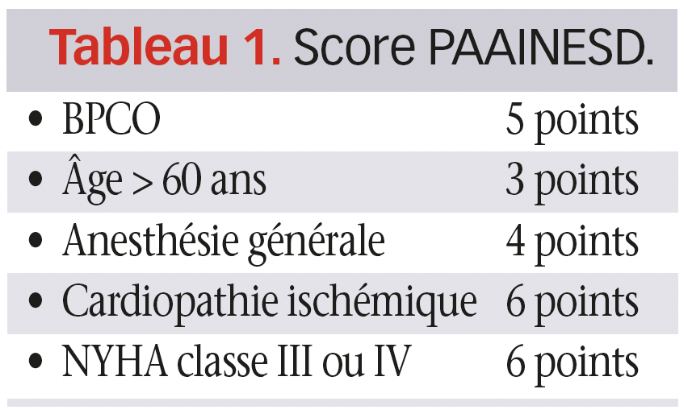 Tableau 1. Score PAAINESD.
• BPCO 5 points
• Âge > 60 ans 3 points
• Anesthésie générale 4 points
• Cardiopathie ischémique 6 points
• NYHA classe III ou IV 6 points